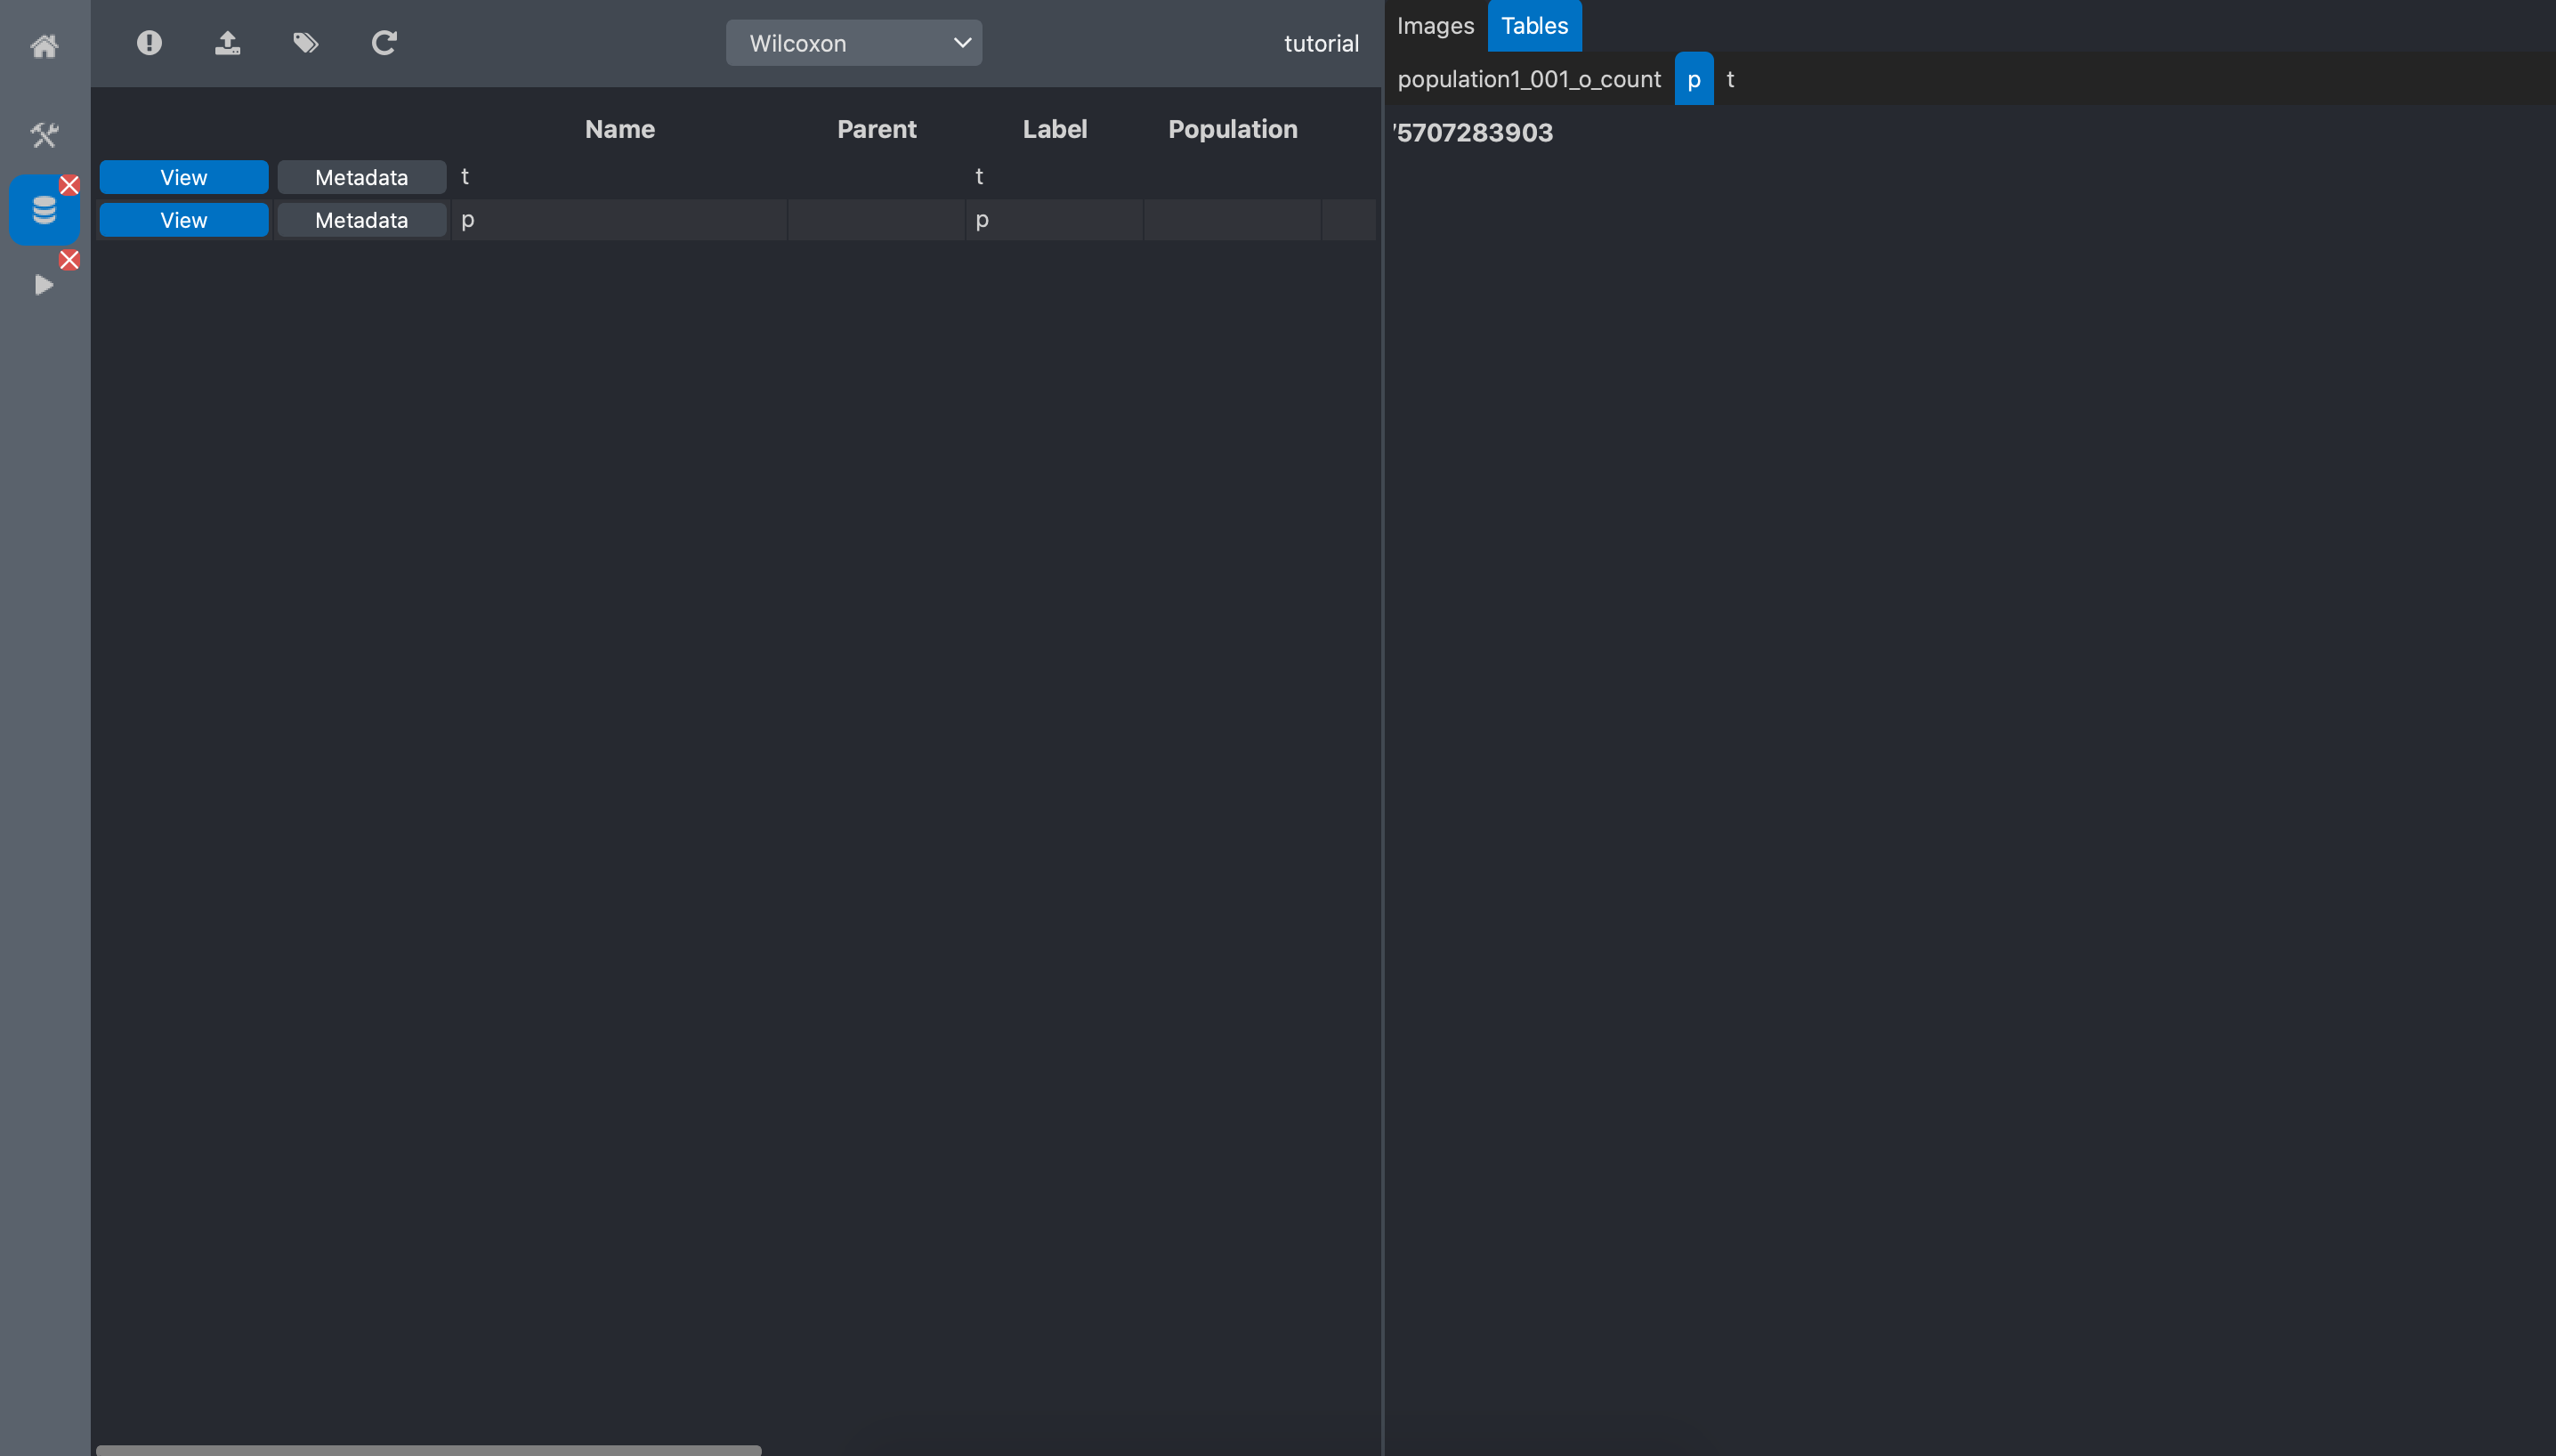 Wilcoxon
tutorial
Name Parent Label Population
View Metadata t t
View Metadata p p
Images Tables
population1_001_o_count p t
5707283903